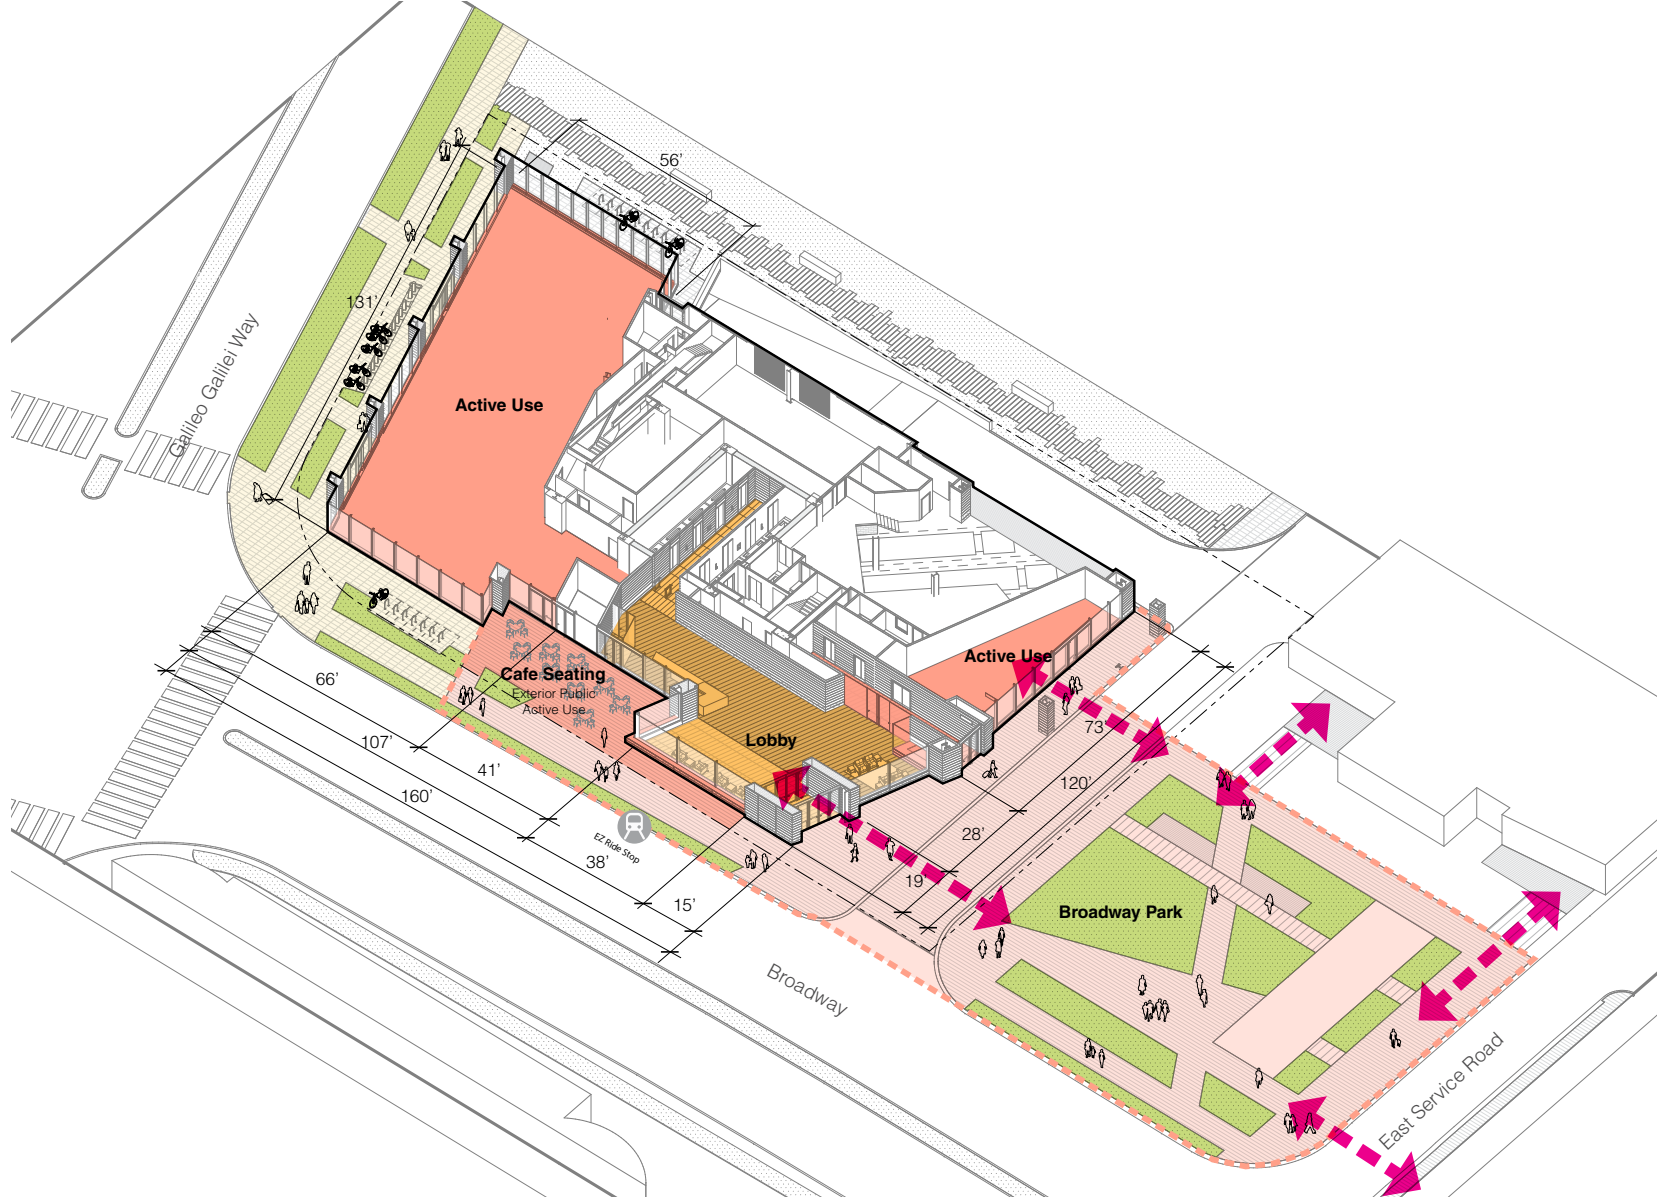 56'
131'
Galileo Galilei Way
Active Use
Active Use
Cafe Seating
Exterior Public
Active Use
66'
107'
41'
160'
Lobby
73'
120'
EZ Ride Stop
28'
38'
19'
15'
Broadway Park
Broadway
East Service Road